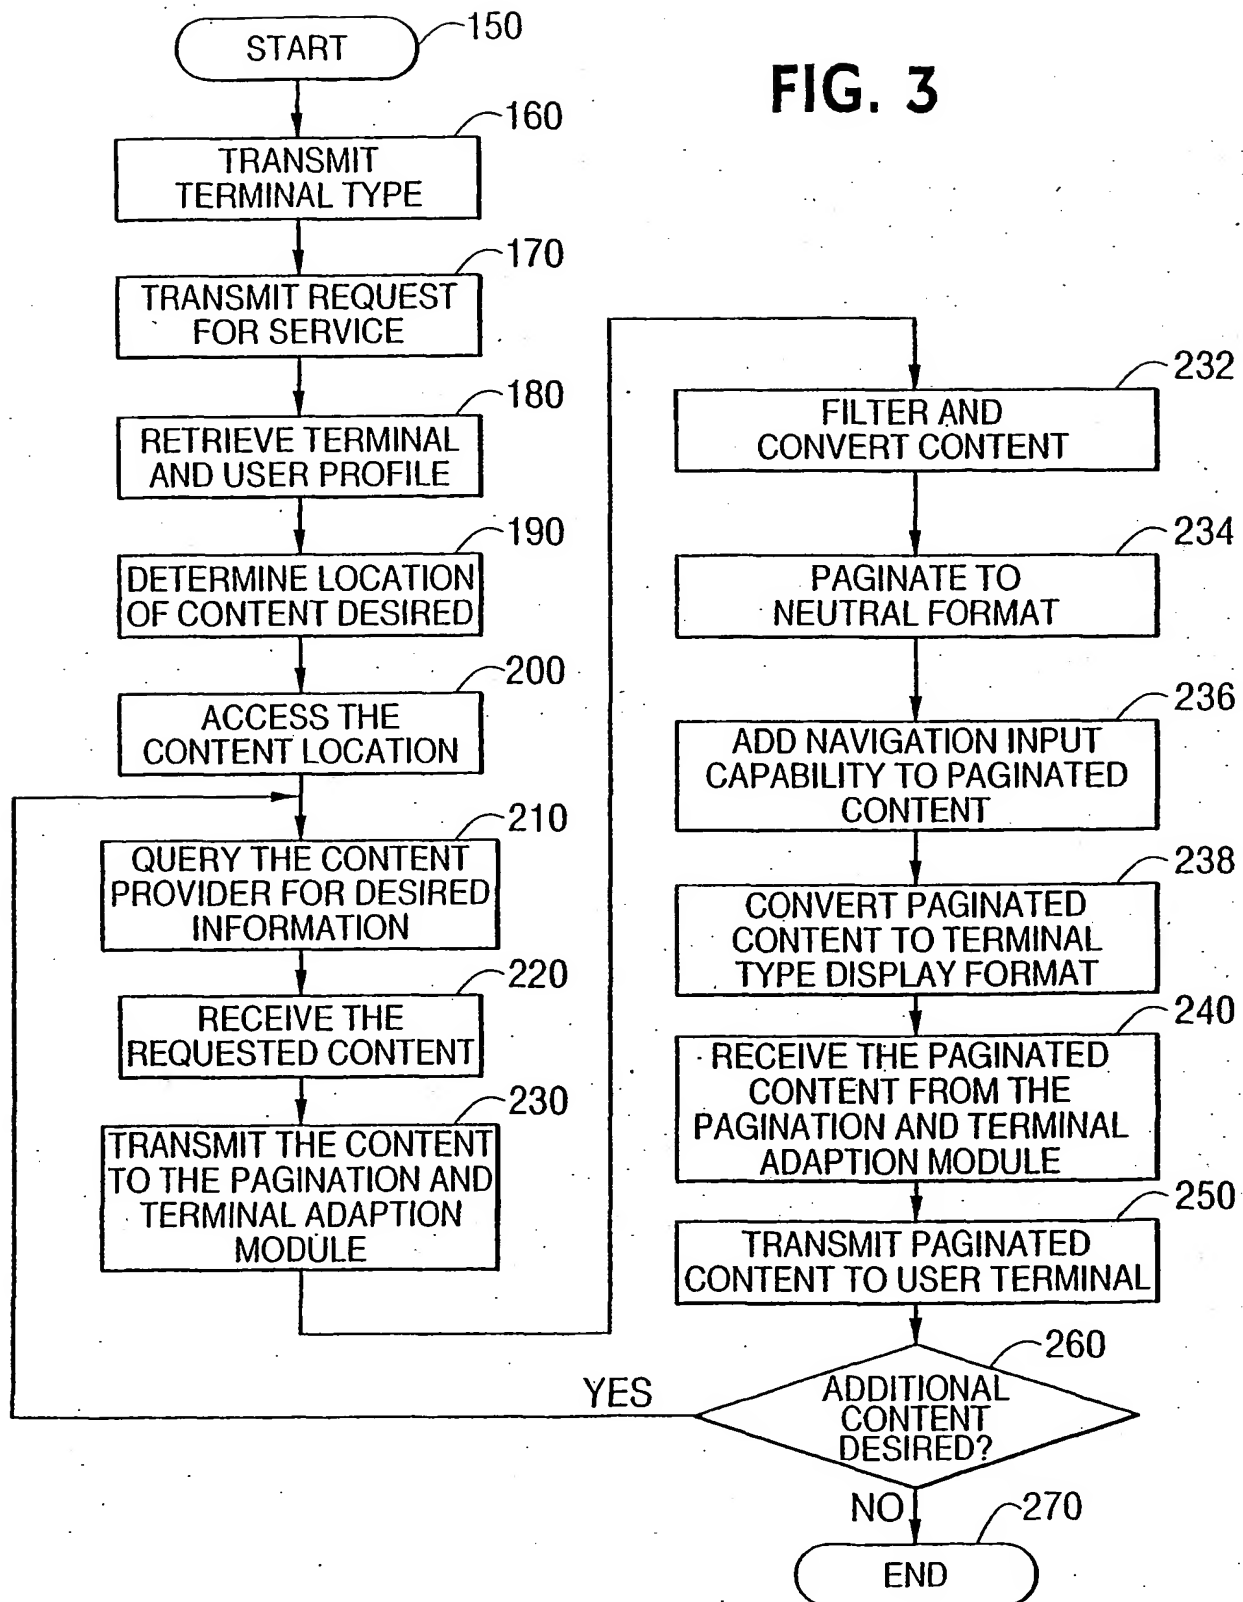 FIG. 3
START
150
160
TRANSMIT
TERMINAL TYPE
170
TRANSMIT REQUEST
FOR SERVICE
180
RETRIEVE TERMINAL
AND USER PROFILE
190
DETERMINE LOCATION
OF CONTENT DESIRED
200
ACCESS THE
CONTENT LOCATION
210
QUERY THE CONTENT
PROVIDER FOR DESIRED
INFORMATION
220
RECEIVE THE
REQUESTED CONTENT
230
TRANSMIT THE CONTENT
TO THE PAGINATION AND
TERMINAL ADAPTION
MODULE
232
FILTER AND
CONVERT CONTENT
234
PAGINATE TO
NEUTRAL FORMAT
236
ADD NAVIGATION INPUT
CAPABILITY TO PAGINATED
CONTENT
238
CONVERT PAGINATED
CONTENT TO TERMINAL
TYPE DISPLAY FORMAT
240
RECEIVE THE PAGINATED
CONTENT FROM THE
PAGINATION AND TERMINAL
ADAPTION MODULE
250
TRANSMIT PAGINATED
CONTENT TO USER TERMINAL
260
ADDITIONAL
CONTENT
DESIRED?
YES
NO
270
END